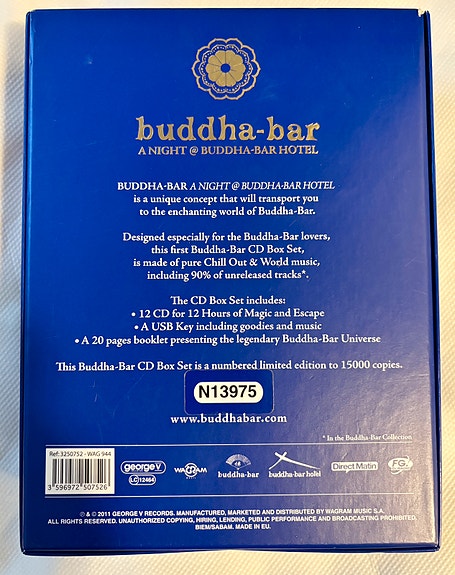 buddha-bar
A NIGHT @ BUDDHA-BAR HOTEL
BUDDHA-BAR A NIGHT @ BUDDHA-BAR HOTEL
is a unique concept that will transport you
to the enchanting world of Buddha-Bar.
Designed especially for the Buddha-Bar lovers,
this first Buddha-Bar CD Box Set,
is made of pure Chill Out & World music,
including 90% of unreleased tracks*.
The CD Box Set includes:
• 12 CD for 12 Hours of Magic and Escape
• A USB Key including goodies and music
• A 20 pages booklet presenting the legendary Buddha-Bar Universe
This Buddha-Bar CD Box Set is a numbered limited edition to 15000 copies.
N13975
www.buddhabar.com
* In the Buddha-Bar Collection
Ref: 3250752 - WAG 944
3 596972 507526
george V
LC 12464
WAGRAM
buddha-bar
buddha-bar hotel
Direct Matin
FG.
℗ & © 2011 GEORGE V RECORDS. MANUFACTURED, MARKETED AND DISTRIBUTED BY WAGRAM MUSIC S.A.
ALL RIGHTS RESERVED. UNAUTHORIZED COPYING, HIRING, LENDING, PUBLIC PERFORMANCE AND BROADCASTING PROHIBITED.
BIEM/SABAM. MADE IN EU.